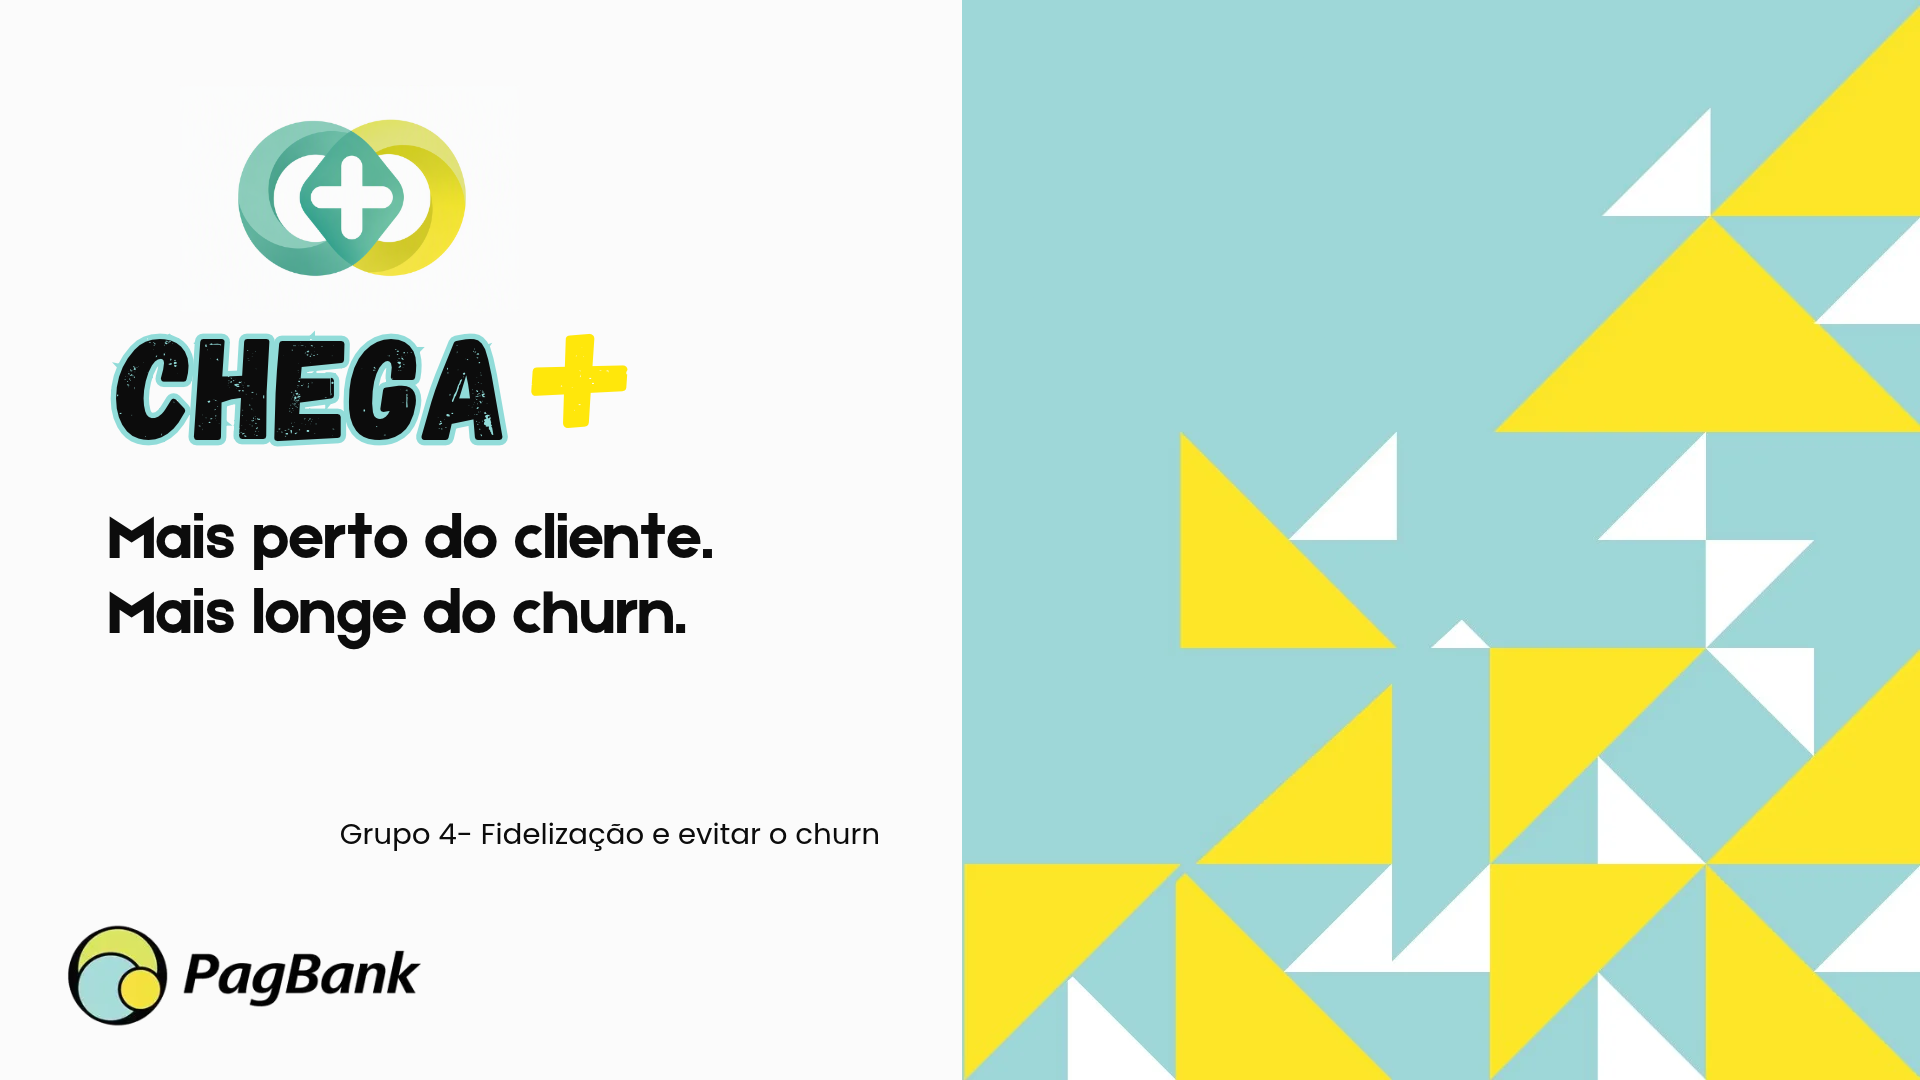 CHEGA +
Mais perto do cliente.
Mais longe do churn.
Grupo 4- Fidelização e evitar o churn
PagBank